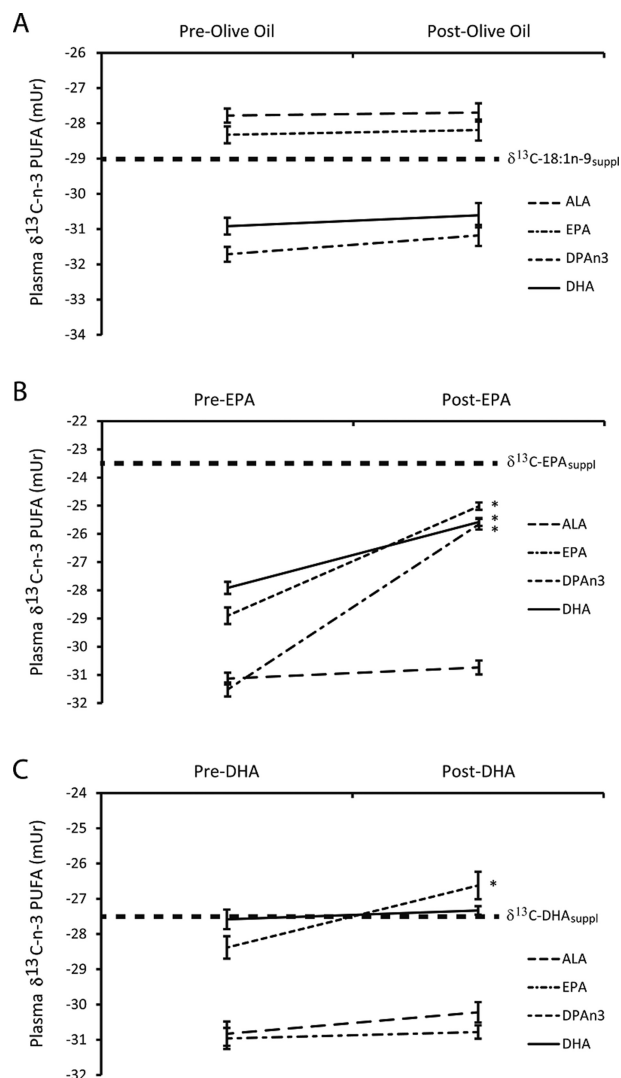 A
Pre-Olive Oil Post-Olive Oil
-26
-27
-28
-29
-30
-31
-32
-33
-34
Plasma δ13C-n-3 PUFA (mUr)
δ13C-18:1n-9suppl
ALA
EPA
DPAn3
DHA
B
Pre-EPA Post-EPA
-22
-23
-24
-25
-26
-27
-28
-29
-30
-31
-32
Plasma δ13C-n-3 PUFA (mUr)
δ13C-EPAsuppl
*
*
*
ALA
EPA
DPAn3
DHA
C
Pre-DHA Post-DHA
-24
-25
-26
-27
-28
-29
-30
-31
-32
Plasma δ13C-n-3 PUFA (mUr)
*
δ13C-DHAsuppl
ALA
EPA
DPAn3
DHA